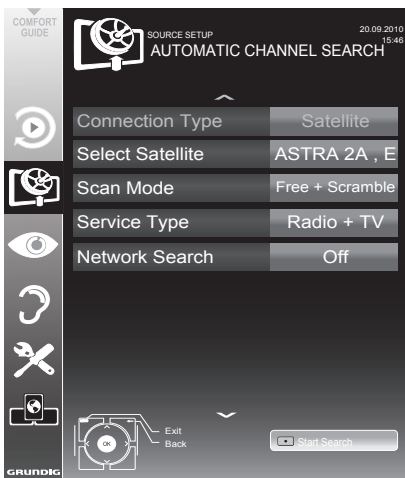 COMFORT
GUIDE
SOURCE SETUP
20.09.2010
AUTOMATIC CHANNEL SEARCH
15:46
Connection Type Satellite
Select Satellite ASTRA 2A , E
Scan Mode Free + Scramble
Service Type Radio + TV
Network Search Off
Exit
OK Back
Start Search
GRUNDIG